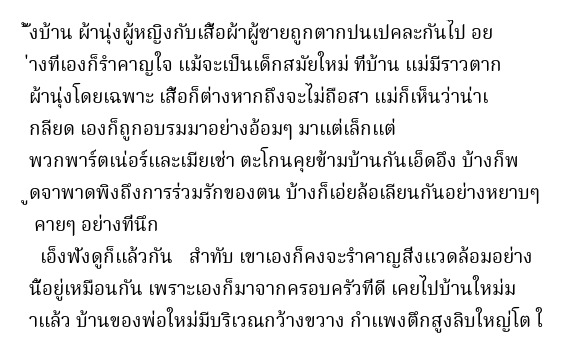 ั้งบ้าน ผ้านุ่งผู้หญิงกับเสื้อผ้าผู้ชายถูกตากปนเปคละกันไป อย
่างที่เองก็รำคาญใจ แม้จะเป็นเด็กสมัยใหม่ ที่บ้าน แม่มีราวตาก
ผ้านุ่งโดยเฉพาะ เสื้อก็ต่างหากถึงจะไม่ถือสา แม่ก็เห็นว่าน่าเ
กลียด เองก็ถูกอบรมมาอย่างอ้อมๆ มาแต่เล็กแต่
พวกพาร์ตเน่อร์และเมียเช่า ตะโกนคุยข้ามบ้านกันเอ็ดอึง บ้างก็พ
ูดจาพาดพิงถึงการร่วมรักของตน บ้างก็เอ่ยล้อเลียนกันอย่างหยาบๆ
คายๆ อย่างที่นึก
เอ็งฟังดูก็แล้วกัน สำทับ เขาเองก็คงจะรำคาญสิ่งแวดล้อมอย่าง
นี้อยู่เหมือนกัน เพราะเองก็มาจากครอบครัวที่ดี เคยไปบ้านใหม่ม
าแล้ว บ้านของพ่อใหม่มีบริเวณกว้างขวาง กำแพงตึกสูงลิบใหญ่โต ใ